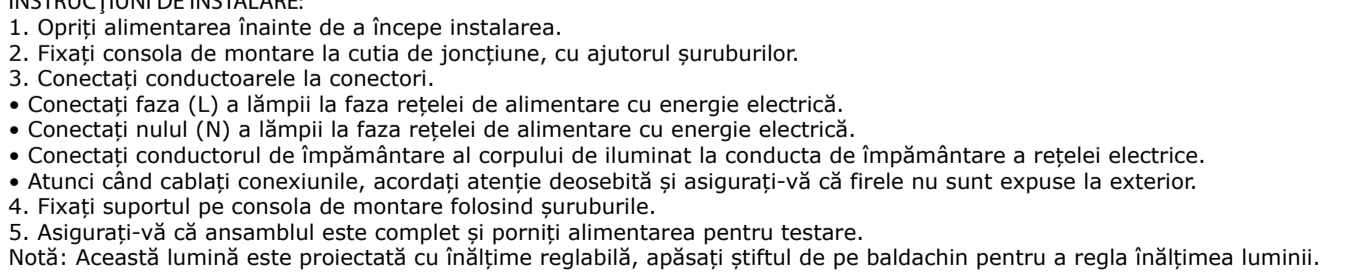 INSTRUCŢIUNI DE INSTALARE:
1. Opriți alimentarea înainte de a începe instalarea.
2. Fixați consola de montare la cutia de joncțiune, cu ajutorul șuruburilor.
3. Conectați conductoarele la conectori.
• Conectați faza (L) a lămpii la faza rețelei de alimentare cu energie electrică.
• Conectați nulul (N) a lămpii la faza rețelei de alimentare cu energie electrică.
• Conectați conductorul de împământare al corpului de iluminat la conducta de împământare a rețelei electrice.
• Atunci când cablați conexiunile, acordați atenție deosebită și asigurați-vă că firele nu sunt expuse la exterior.
4. Fixați suportul pe consola de montare folosind șuruburile.
5. Asigurați-vă că ansamblul este complet și porniți alimentarea pentru testare.
Notă: Această lumină este proiectată cu înălțime reglabilă, apăsați știftul de pe baldachin pentru a regla înălțimea luminii.